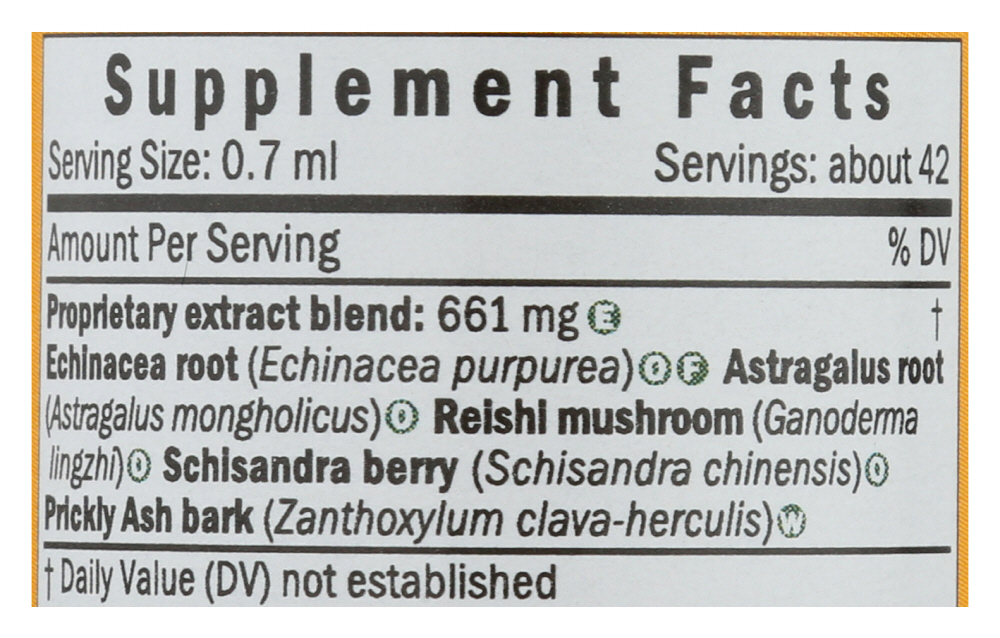 Supplement Facts
Serving Size: 0.7 ml Servings: about 42
Amount Per Serving % DV
Proprietary extract blend: 661 mg Ⓔ †
Echinacea root (Echinacea purpurea) Ⓞ Ⓕ Astragalus root
(Astragalus mongholicus) Ⓞ Reishi mushroom (Ganoderma
lingzhi) Ⓞ Schisandra berry (Schisandra chinensis) Ⓞ
Prickly Ash bark (Zanthoxylum clava-herculis) Ⓦ
† Daily Value (DV) not established